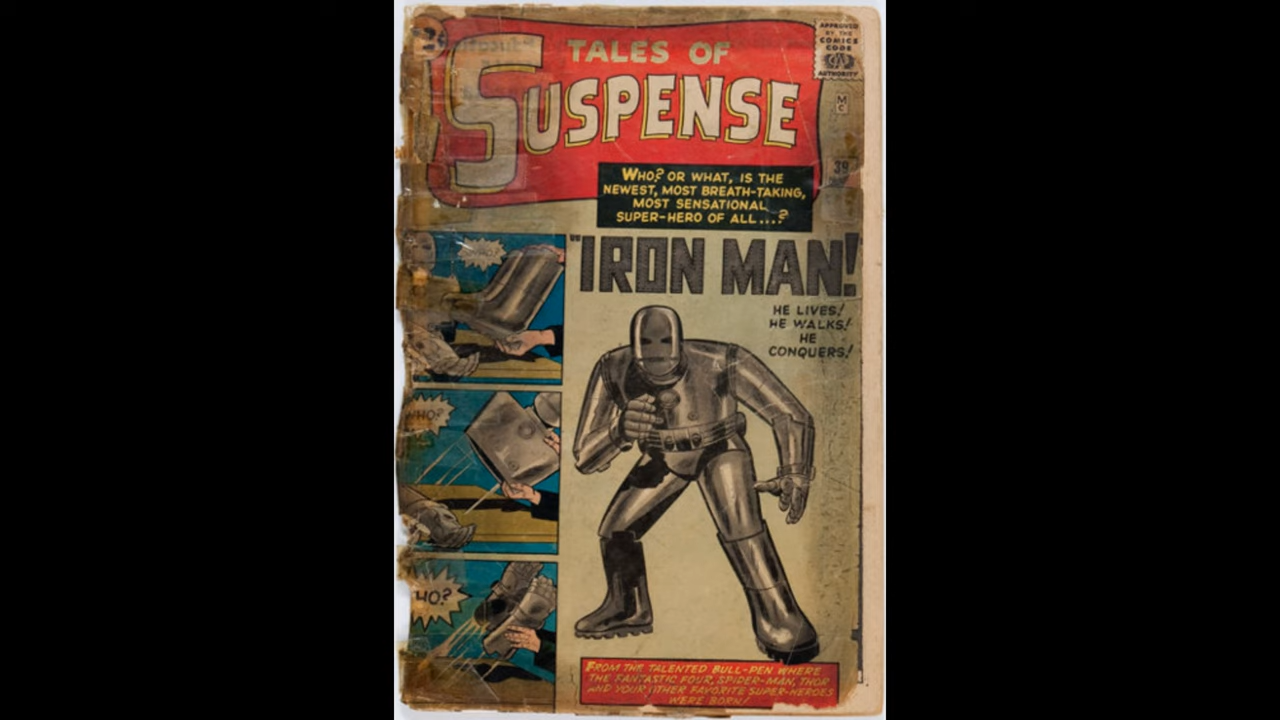 TALES OF
SUSPENSE
APPROVED
BY THE
COMICS
CODE
CA
AUTHORITY
M
C
39
WHO? OR WHAT, IS THE
NEWEST, MOST BREATH-TAKING,
MOST SENSATIONAL
SUPER-HERO OF ALL....?
"IRON MAN!
HE LIVES!
HE WALKS!
HE
CONQUERS!
WHO?
HO?
FROM THE TALENTED BULL-PEN WHERE
THE FANTASTIC FOUR, SPIDER-MAN, THOR
AND YOUR OTHER FAVORITE SUPER-HEROES
WERE BORN!